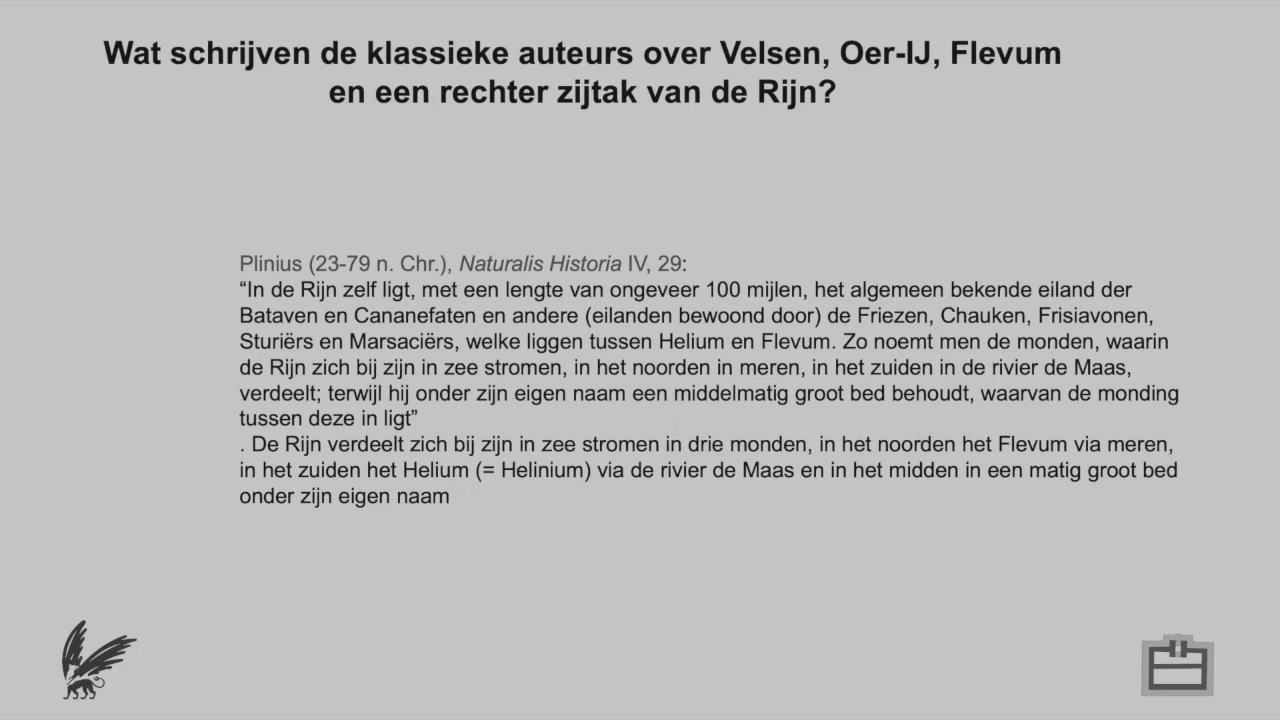 Wat schrijven de klassieke auteurs over Velsen, Oer-IJ, Flevum
en een rechter zijtak van de Rijn?
Plinius (23-79 n. Chr.), Naturalis Historia IV, 29:
“In de Rijn zelf ligt, met een lengte van ongeveer 100 mijlen, het algemeen bekende eiland der
Bataven en Cananefaten en andere (eilanden bewoond door) de Friezen, Chauken, Frisiavonen,
Sturiërs en Marsaciërs, welke liggen tussen Helium en Flevum. Zo noemt men de monden, waarin
de Rijn zich bij zijn in zee stromen, in het noorden in meren, in het zuiden in de rivier de Maas,
verdeelt; terwijl hij onder zijn eigen naam een middelmatig groot bed behoudt, waarvan de monding
tussen deze in ligt”
. De Rijn verdeelt zich bij zijn in zee stromen in drie monden, in het noorden het Flevum via meren,
in het zuiden het Helium (= Helinium) via de rivier de Maas en in het midden in een matig groot bed
onder zijn eigen naam